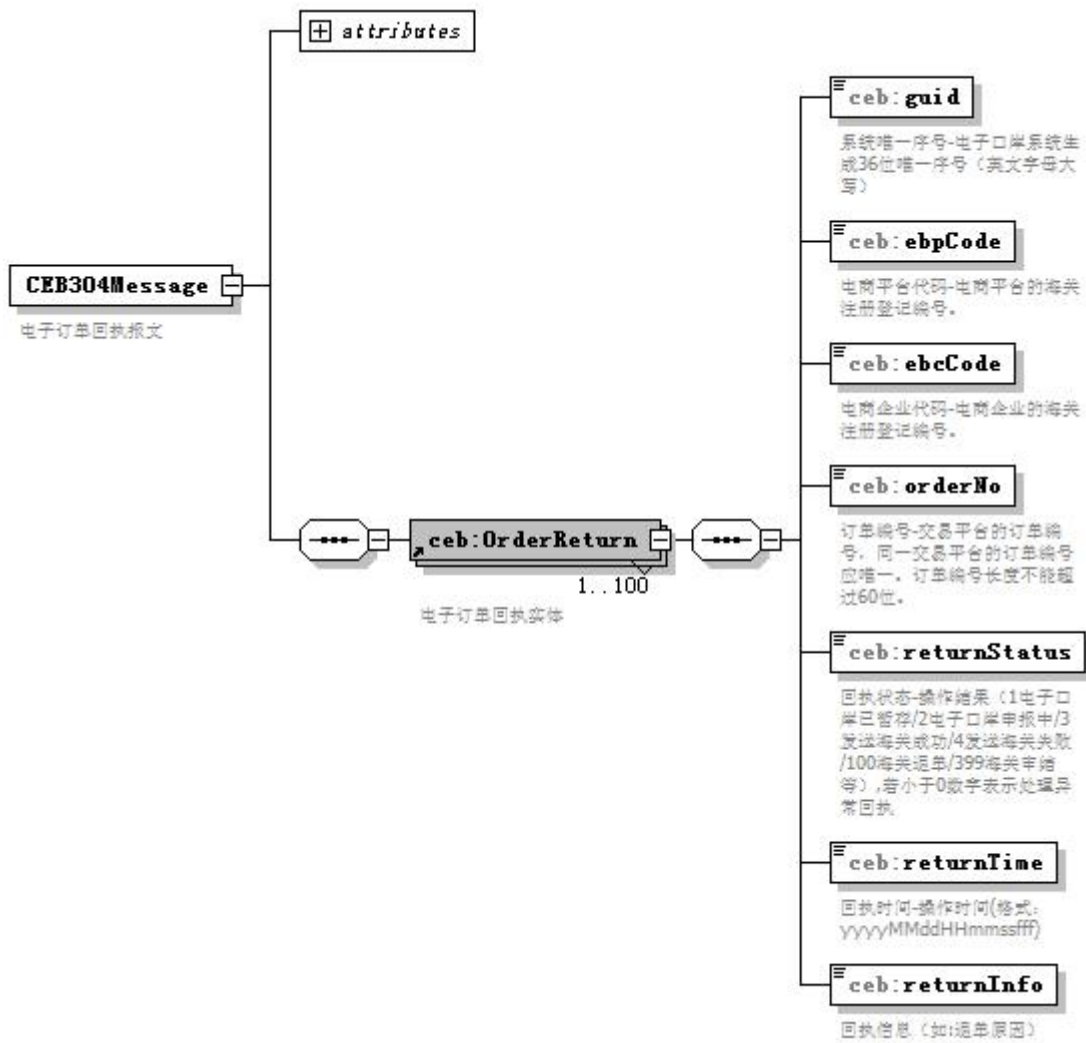 attributes
CEB304Message
电子订单回执报文
ceb:OrderReturn
1..100
电子订单回执实体
ceb:guid
系统唯一序号-电子口岸系统生
成36位唯一序号（英文字母大
写）
ceb:ebpCode
电商平台代码-电商平台的海关
注册登记编号。
ceb:ebcCode
电商企业代码-电商企业的海关
注册登记编号。
ceb:orderNo
订单编号-交易平台的订单编
号，同一交易平台的订单编号
应唯一。订单编号长度不能超
过60位。
ceb:returnStatus
回执状态-操作结果（1电子口
岸已暂存/2电子口岸申报中/3
发送海关成功/4发送海关失败
/100海关退单/399海关审结
等）,若小于0数字表示处理异
常回执
ceb:returnTime
回执时间-操作时间(格式：
yyyyMMddHHmmssfff)
ceb:returnInfo
回执信息（如:退单原因）